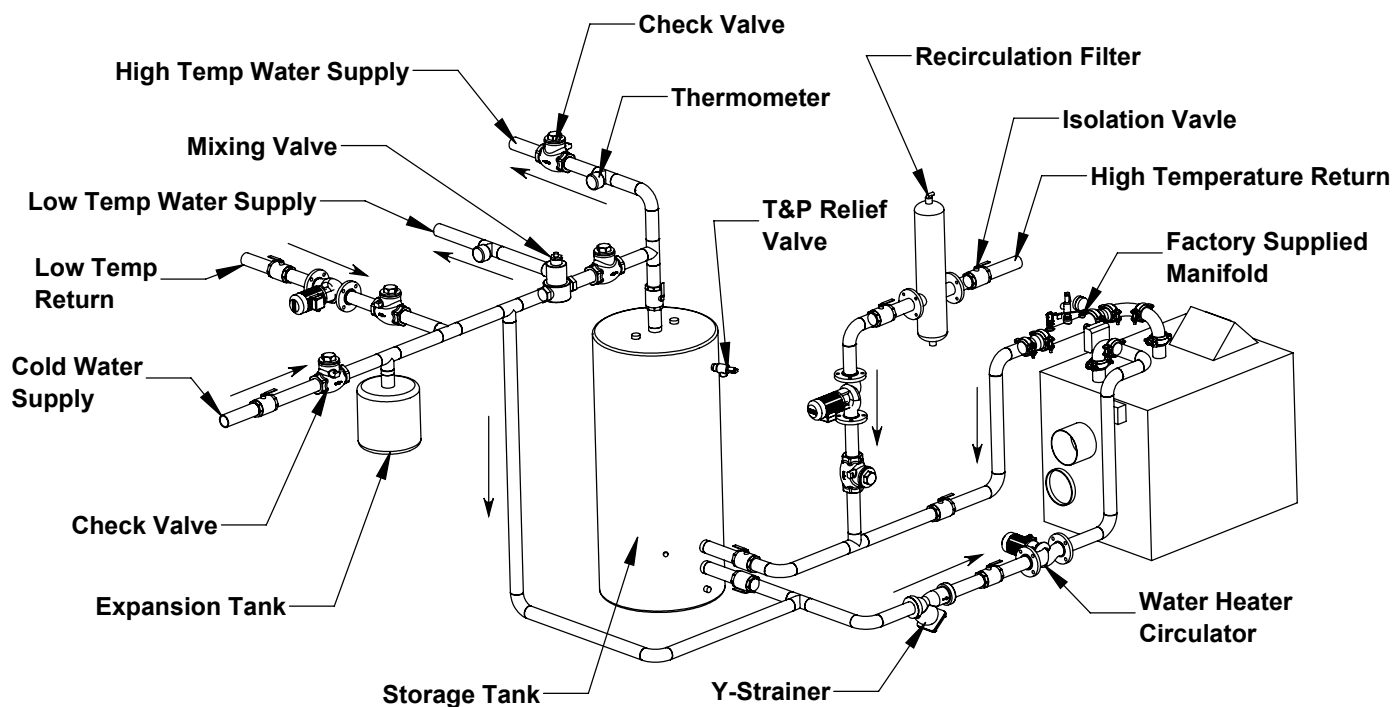 Check Valve
High Temp Water Supply
Recirculation Filter
Thermometer
Isolation Vavle
Mixing Valve
High Temperature Return
Low Temp Water Supply
T&P Relief
Valve
Factory Supplied
Manifold
Low Temp
Return
Cold Water
Supply
Check Valve
Expansion Tank
Water Heater
Circulator
Storage Tank
Y-Strainer